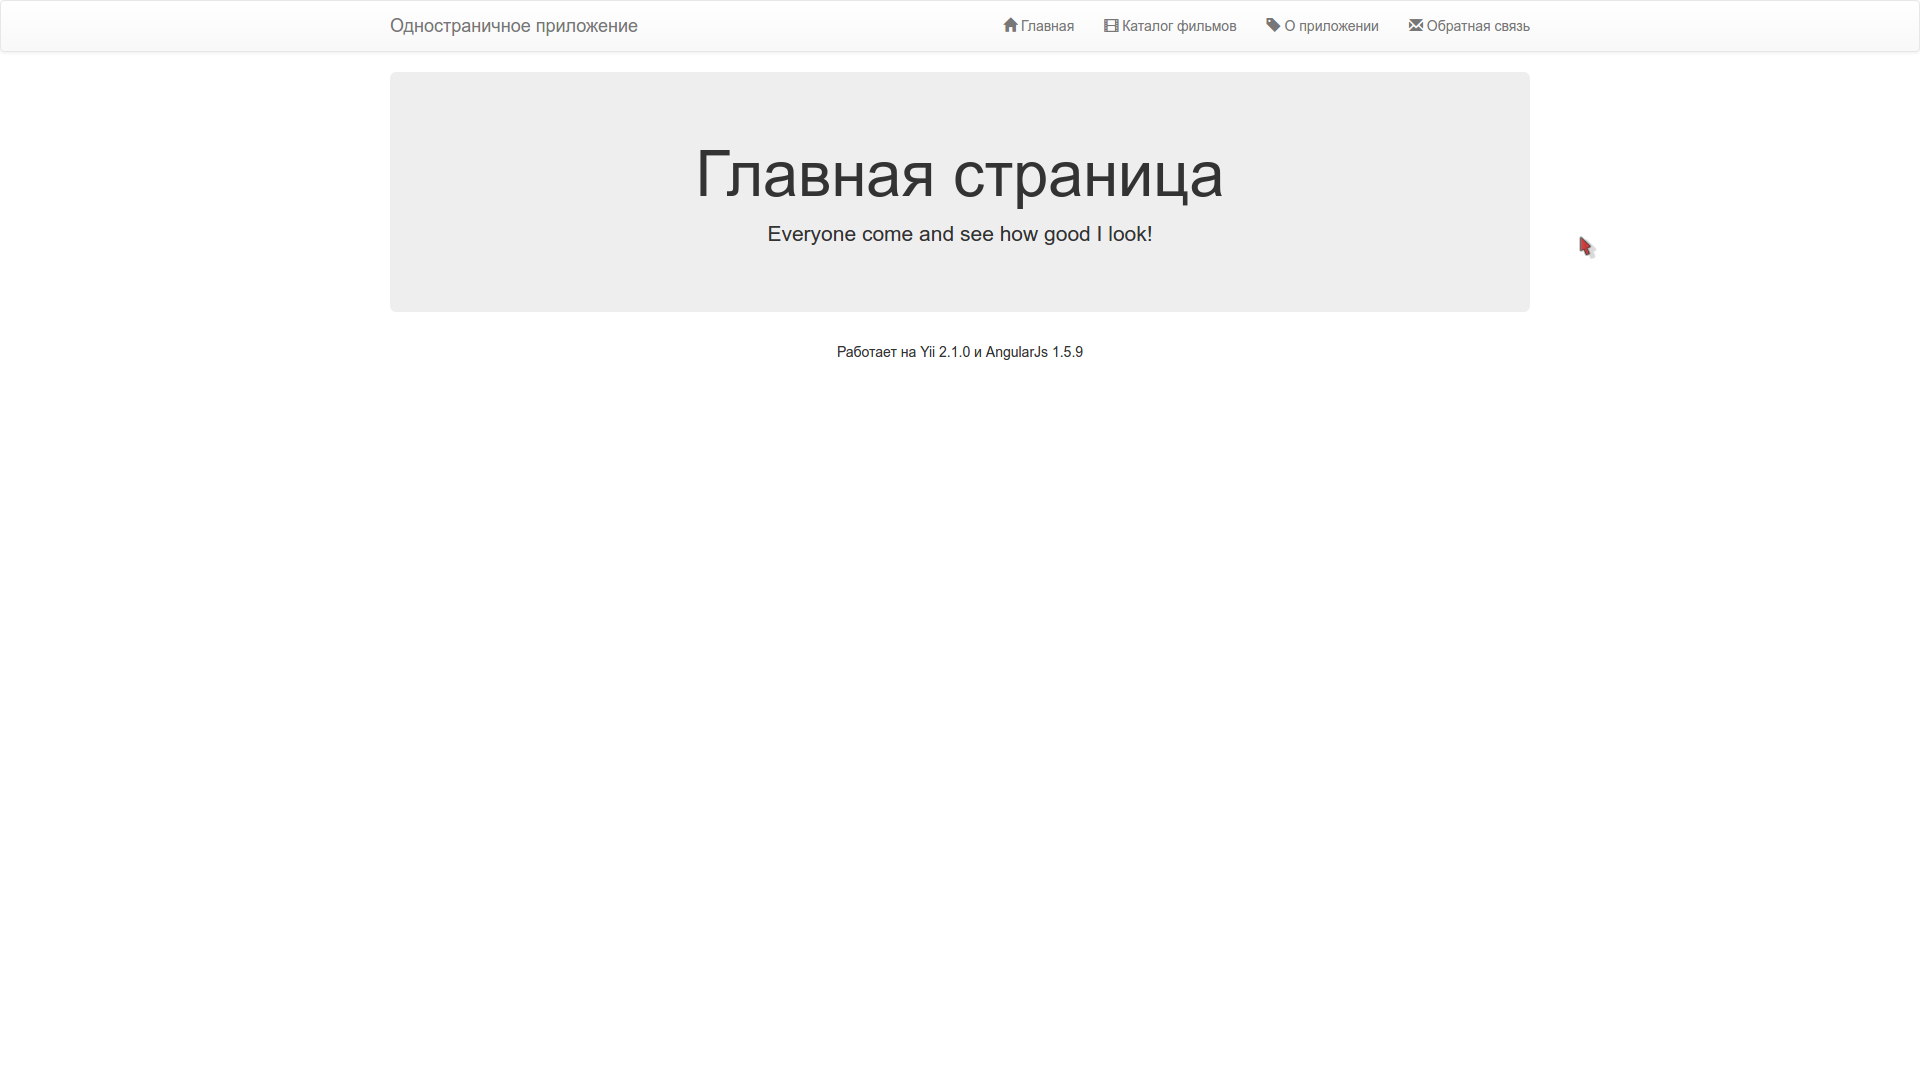 Одностраничное приложение
Главная
Каталог фильмов
О приложении
Обратная связь
Главная страница
Everyone come and see how good I look!
Работает на Yii 2.1.0 и AngularJs 1.5.9